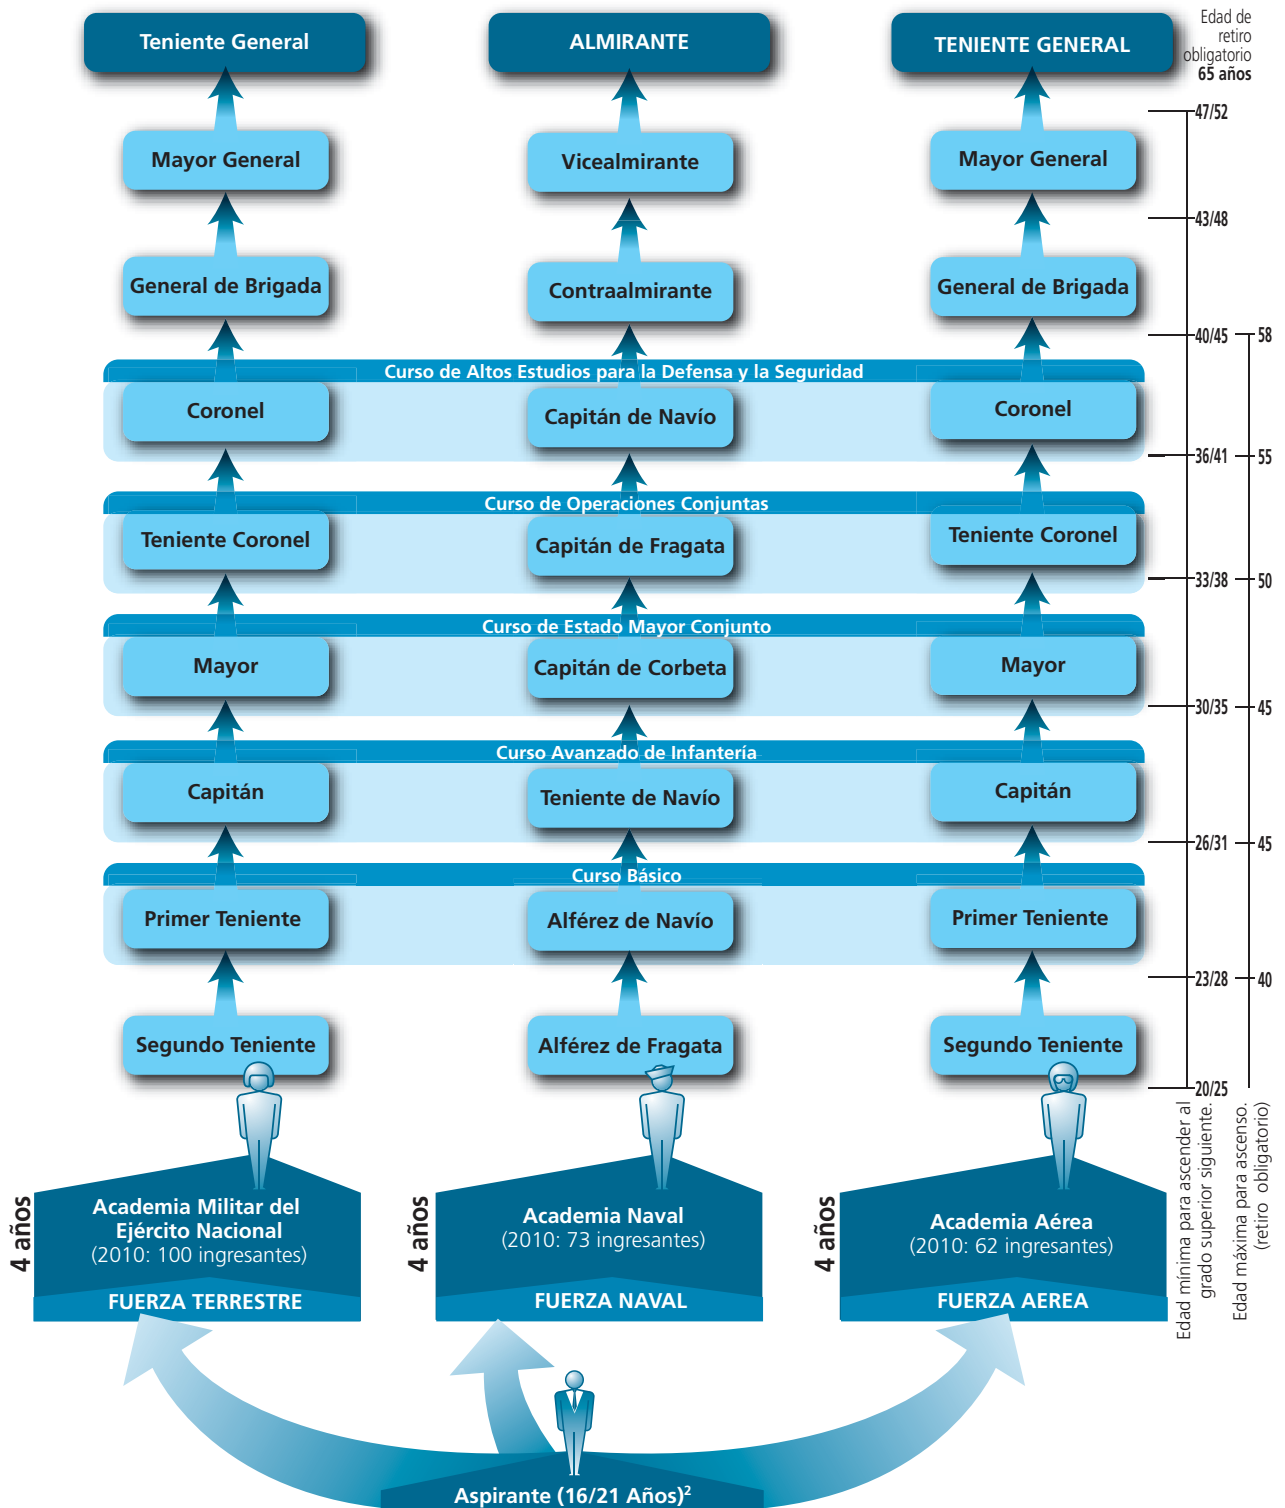 Teniente General
ALMIRANTE
TENIENTE GENERAL
Edad de
retiro
obligatorio
65 años
47/52
Mayor General
Vicealmirante
Mayor General
43/48
General de Brigada
Contraalmirante
General de Brigada
40/45
58
Curso de Altos Estudios para la Defensa y la Seguridad
Coronel
Capitán de Navío
Coronel
36/41
55
Curso de Operaciones Conjuntas
Teniente Coronel
Capitán de Fragata
Teniente Coronel
33/38
50
Curso de Estado Mayor Conjunto
Mayor
Capitán de Corbeta
Mayor
30/35
45
Curso Avanzado de Infantería
Capitán
Teniente de Navío
Capitán
26/31
45
Curso Básico
Primer Teniente
Alférez de Navío
Primer Teniente
23/28
40
Segundo Teniente
Alférez de Fragata
Segundo Teniente
20/25
Edad mínima para ascender al
grado superior siguiente.
Edad máxima para ascenso.
(retiro obligatorio)
4 años
Academia Militar del
Ejército Nacional
(2010: 100 ingresantes)
FUERZA TERRESTRE
4 años
Academia Naval
(2010: 73 ingresantes)
FUERZA NAVAL
4 años
Academia Aérea
(2010: 62 ingresantes)
FUERZA AEREA
Aspirante (16/21 Años)²